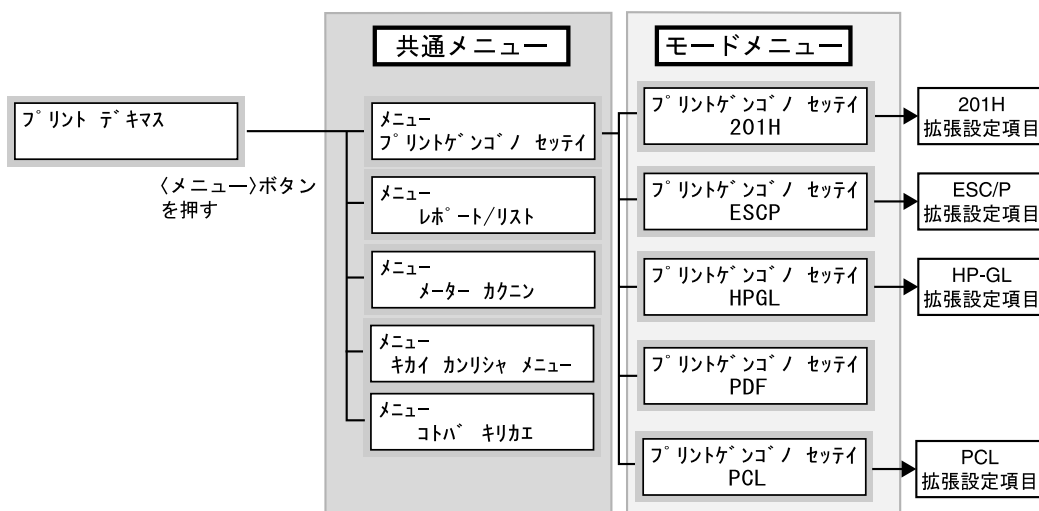 共通メニュー
モードメニュー
プリント デキマス
〈メニュー〉ボタン
を押す
メニュー
プリントゲンゴノ セッテイ
メニュー
レポート/リスト
メニュー
メーター カクニン
メニュー
キカイ カンリシャ メニュー
メニュー
コトバ キリカエ
プリントゲンゴノ セッテイ
201H
プリントゲンゴノ セッテイ
ESCP
プリントゲンゴノ セッテイ
HPGL
プリントゲンゴノ セッテイ
PDF
プリントゲンゴノ セッテイ
PCL
201H
拡張設定項目
ESC/P
拡張設定項目
HP-GL
拡張設定項目
PCL
拡張設定項目